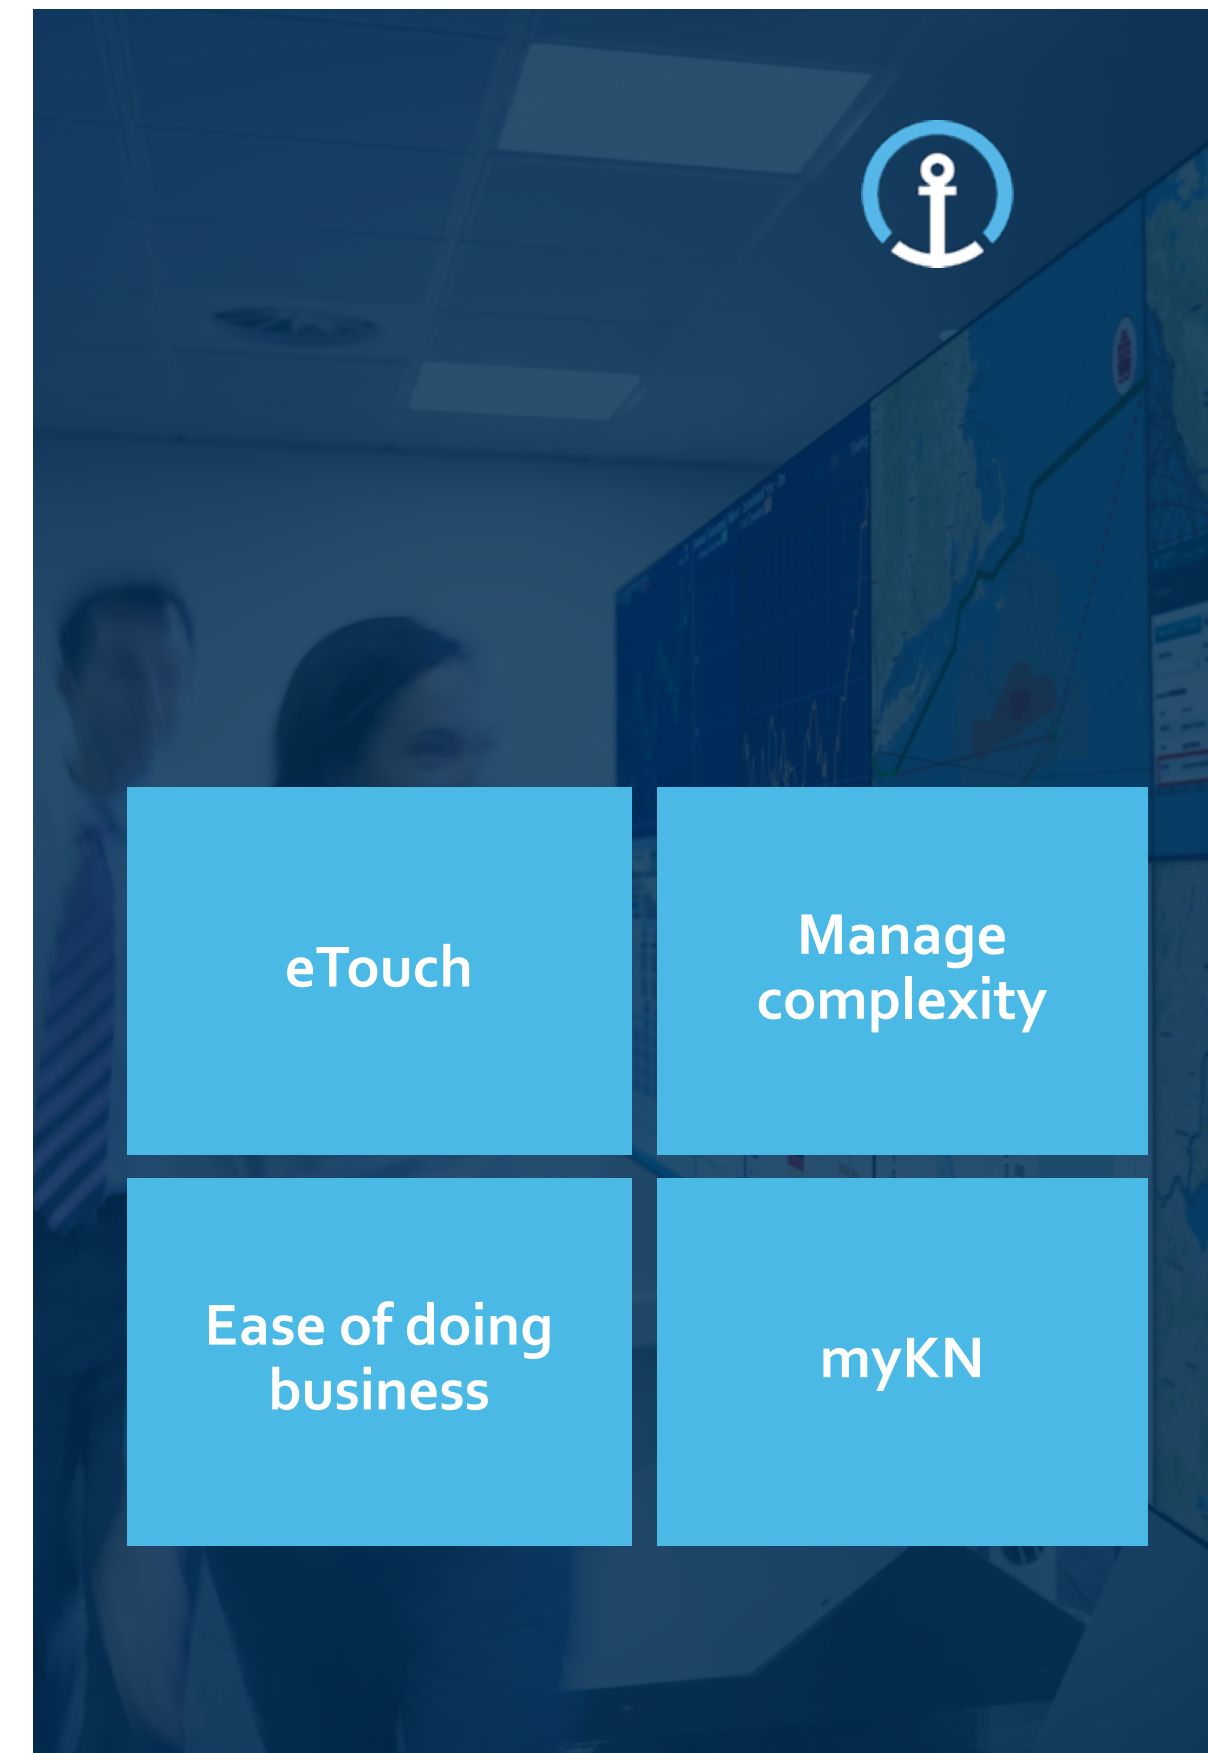 eTouch
Manage
complexity
Ease of doing
business
myKN